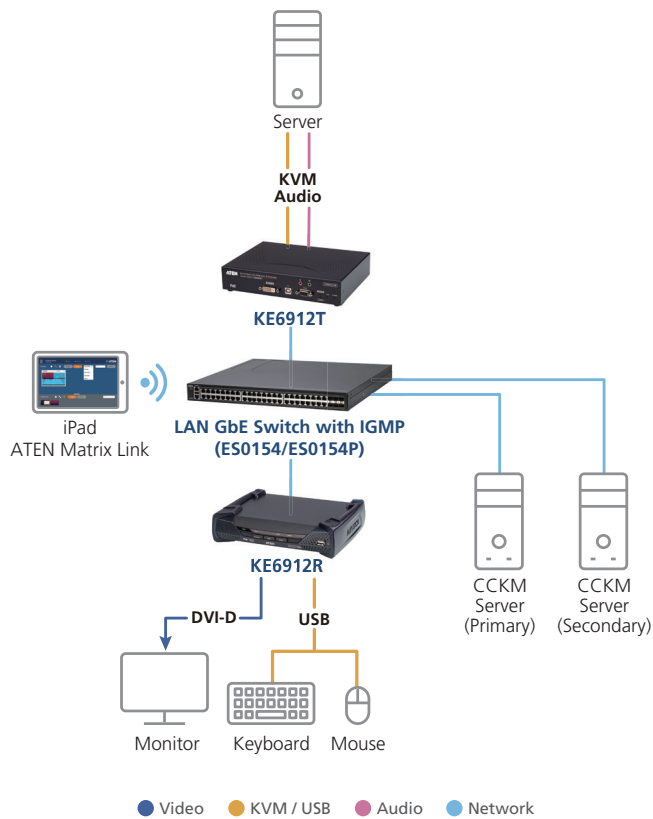 Server
KVM
Audio
ATEN
KE6912T
iPad
ATEN Matrix Link
LAN GbE Switch with IGMP
(ES0154/ES0154P)
KE6912R
CCKM
Server
(Primary)
CCKM
Server
(Secondary)
DVI-D
USB
Monitor
Keyboard
Mouse
Video
KVM / USB
Audio
Network